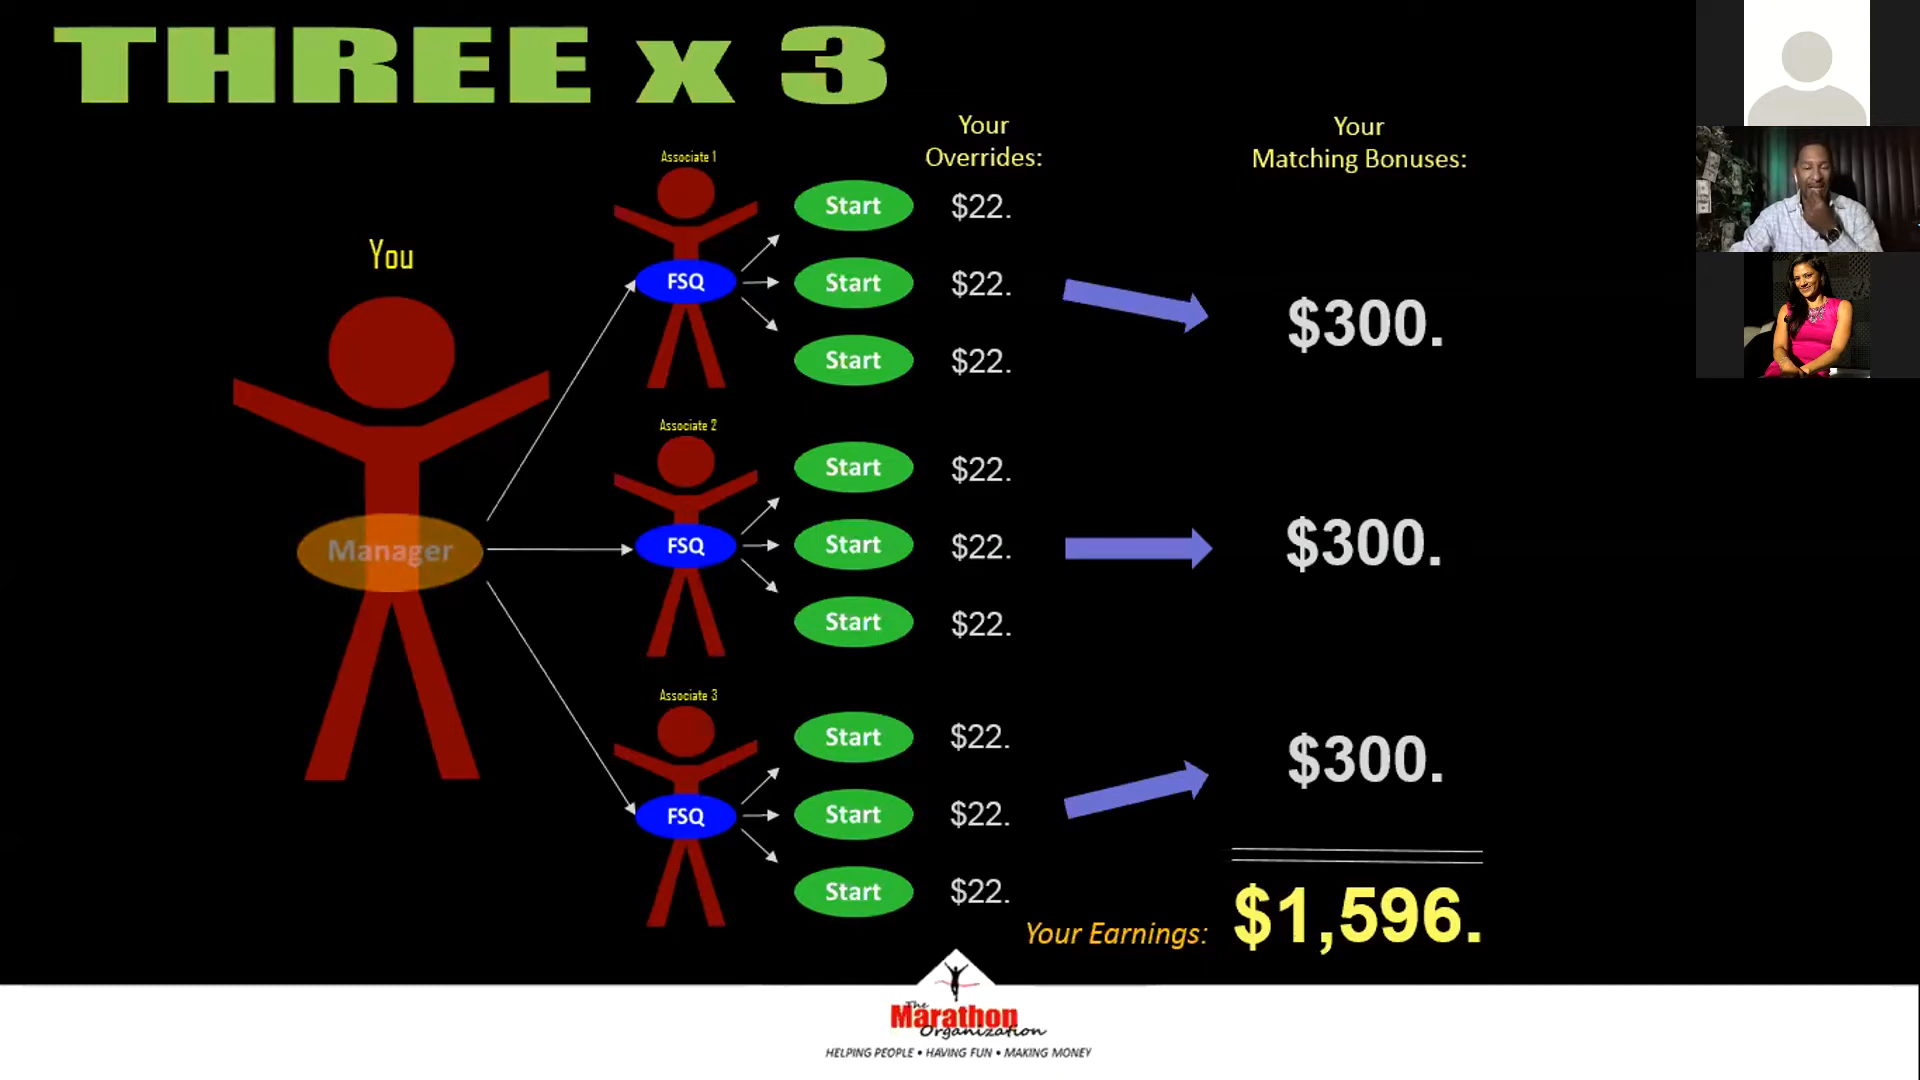 THREE x 3
Your
Overrides:
Your
Matching Bonuses:
You
Manager
Associate 1
FSQ
Start $22.
Start $22.
Start $22.
$300.
Associate 2
FSQ
Start $22.
Start $22.
Start $22.
$300.
Associate 3
FSQ
Start $22.
Start $22.
Start $22.
$300.
Your Earnings: $1,596.
The
Marathon
Organization
HELPING PEOPLE • HAVING FUN • MAKING MONEY